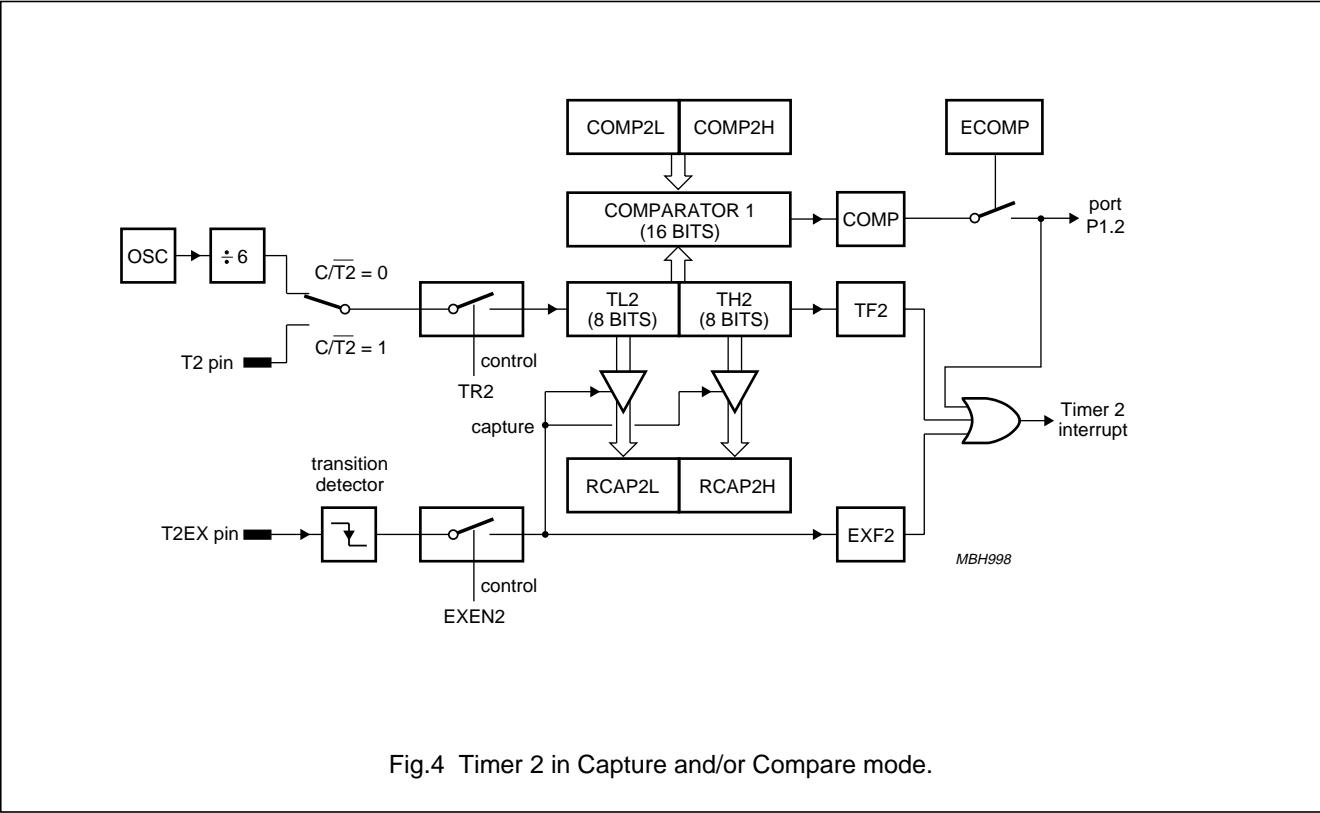 COMP2L
COMP2H
ECOMP
COMPARATOR 1
(16 BITS)
COMP
port
P1.2
OSC
÷ 6
C/T2̅ = 0
TL2
(8 BITS)
TH2
(8 BITS)
TF2
C/T2̅ = 1
T2 pin
control
TR2
capture
Timer 2
interrupt
transition
detector
RCAP2L
RCAP2H
T2EX pin
EXF2
MBH998
control
EXEN2
Fig.4 Timer 2 in Capture and/or Compare mode.